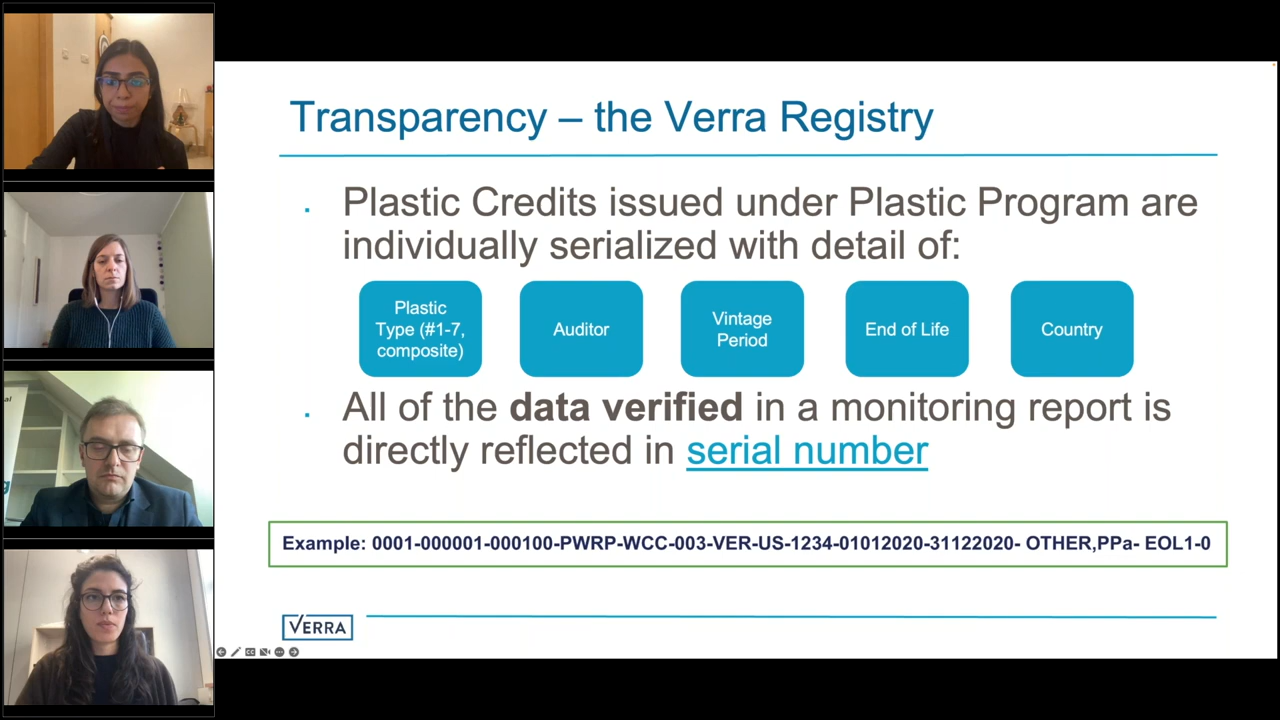 Transparency – the Verra Registry
Plastic Credits issued under Plastic Program are
individually serialized with detail of:
Plastic
Type (#1-7,
composite)
Auditor
Vintage
Period
End of Life
Country
All of the data verified in a monitoring report is
directly reflected in serial number
Example: 0001-000001-000100-PWRP-WCC-003-VER-US-1234-01012020-31122020- OTHER,PPa- EOL1-0
VERRA